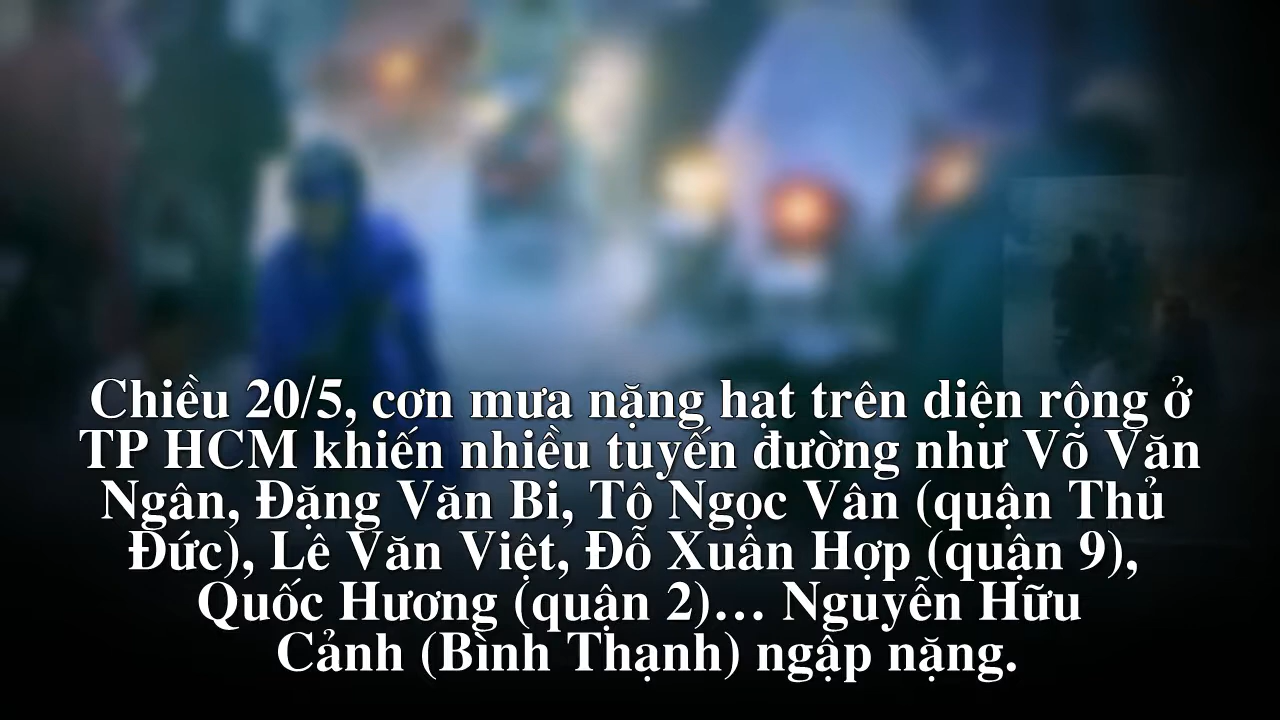 Chiều 20/5, cơn mưa nặng hạt trên diện rộng ở
TP HCM khiến nhiều tuyến đường như Võ Văn
Ngân, Đặng Văn Bi, Tô Ngọc Vân (quận Thủ
Đức), Lê Văn Việt, Đỗ Xuân Hợp (quận 9),
Quốc Hương (quận 2)… Nguyễn Hữu
Cảnh (Bình Thạnh) ngập nặng.